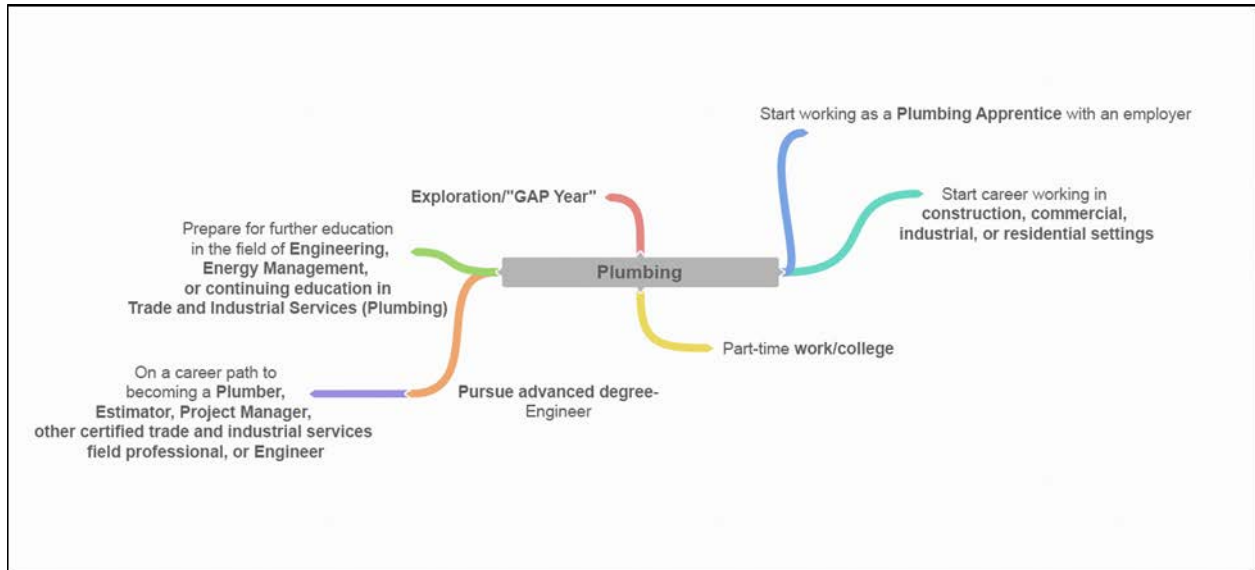 Start working as a Plumbing Apprentice with an employer
Start career working in
construction, commercial,
industrial, or residential settings
Exploration/"GAP Year"
Prepare for further education
in the field of Engineering,
Energy Management,
or continuing education in
Trade and Industrial Services (Plumbing)
Plumbing
Part-time work/college
On a career path to
becoming a Plumber,
Estimator, Project Manager,
other certified trade and industrial services
field professional, or Engineer
Pursue advanced degree-
Engineer